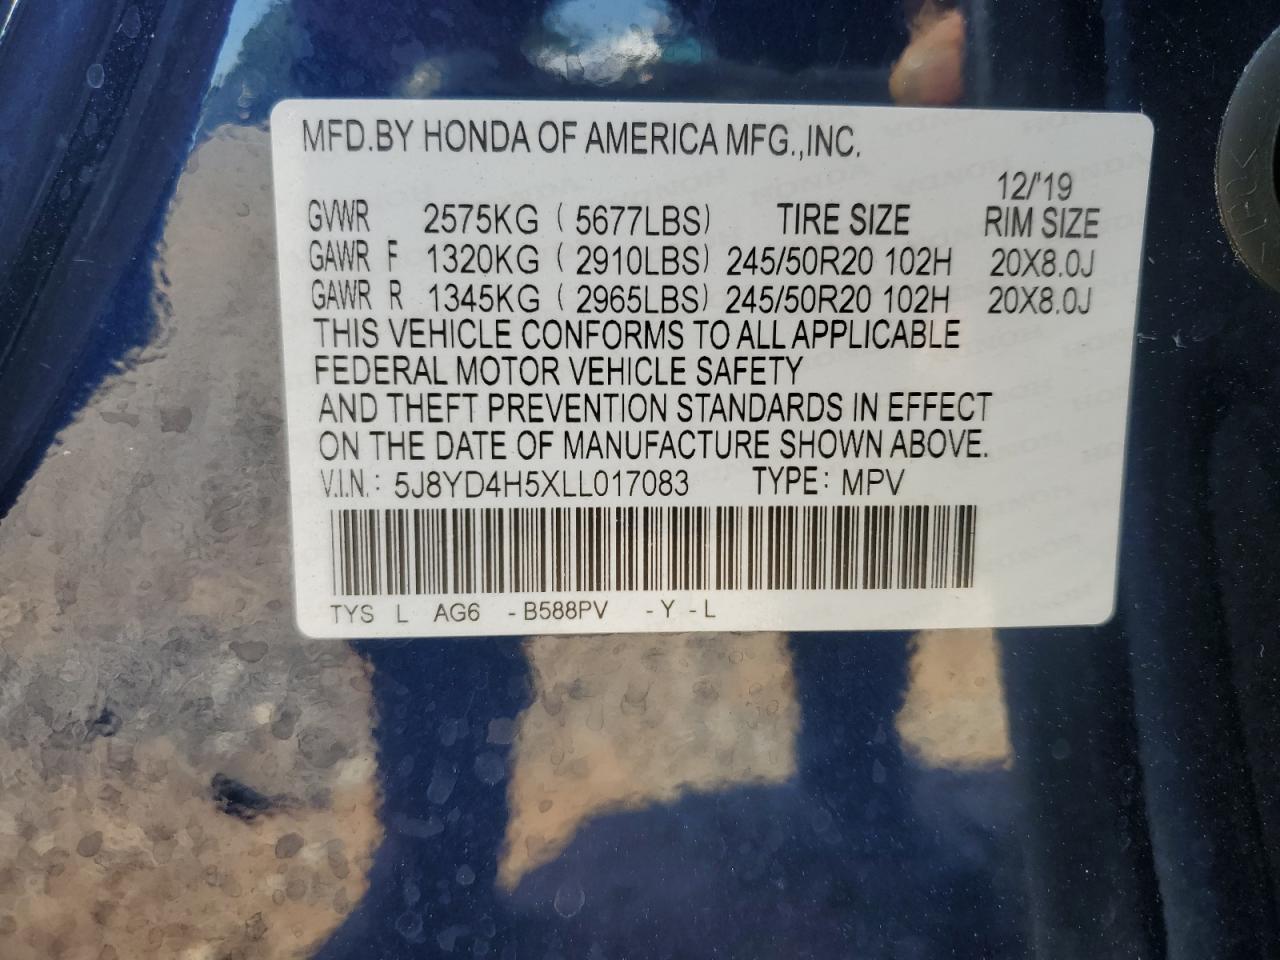 MFD.BY HONDA OF AMERICA MFG.,INC.
12/'19
GVWR 2575KG ( 5677LBS) TIRE SIZE RIM SIZE
GAWR F 1320KG ( 2910LBS) 245/50R20 102H 20X8.0J
GAWR R 1345KG ( 2965LBS) 245/50R20 102H 20X8.0J
THIS VEHICLE CONFORMS TO ALL APPLICABLE
FEDERAL MOTOR VEHICLE SAFETY
AND THEFT PREVENTION STANDARDS IN EFFECT
ON THE DATE OF MANUFACTURE SHOWN ABOVE.
V.I.N.: 5J8YD4H5XLL017083 TYPE: MPV
TYS L AG6 -B588PV -Y -L